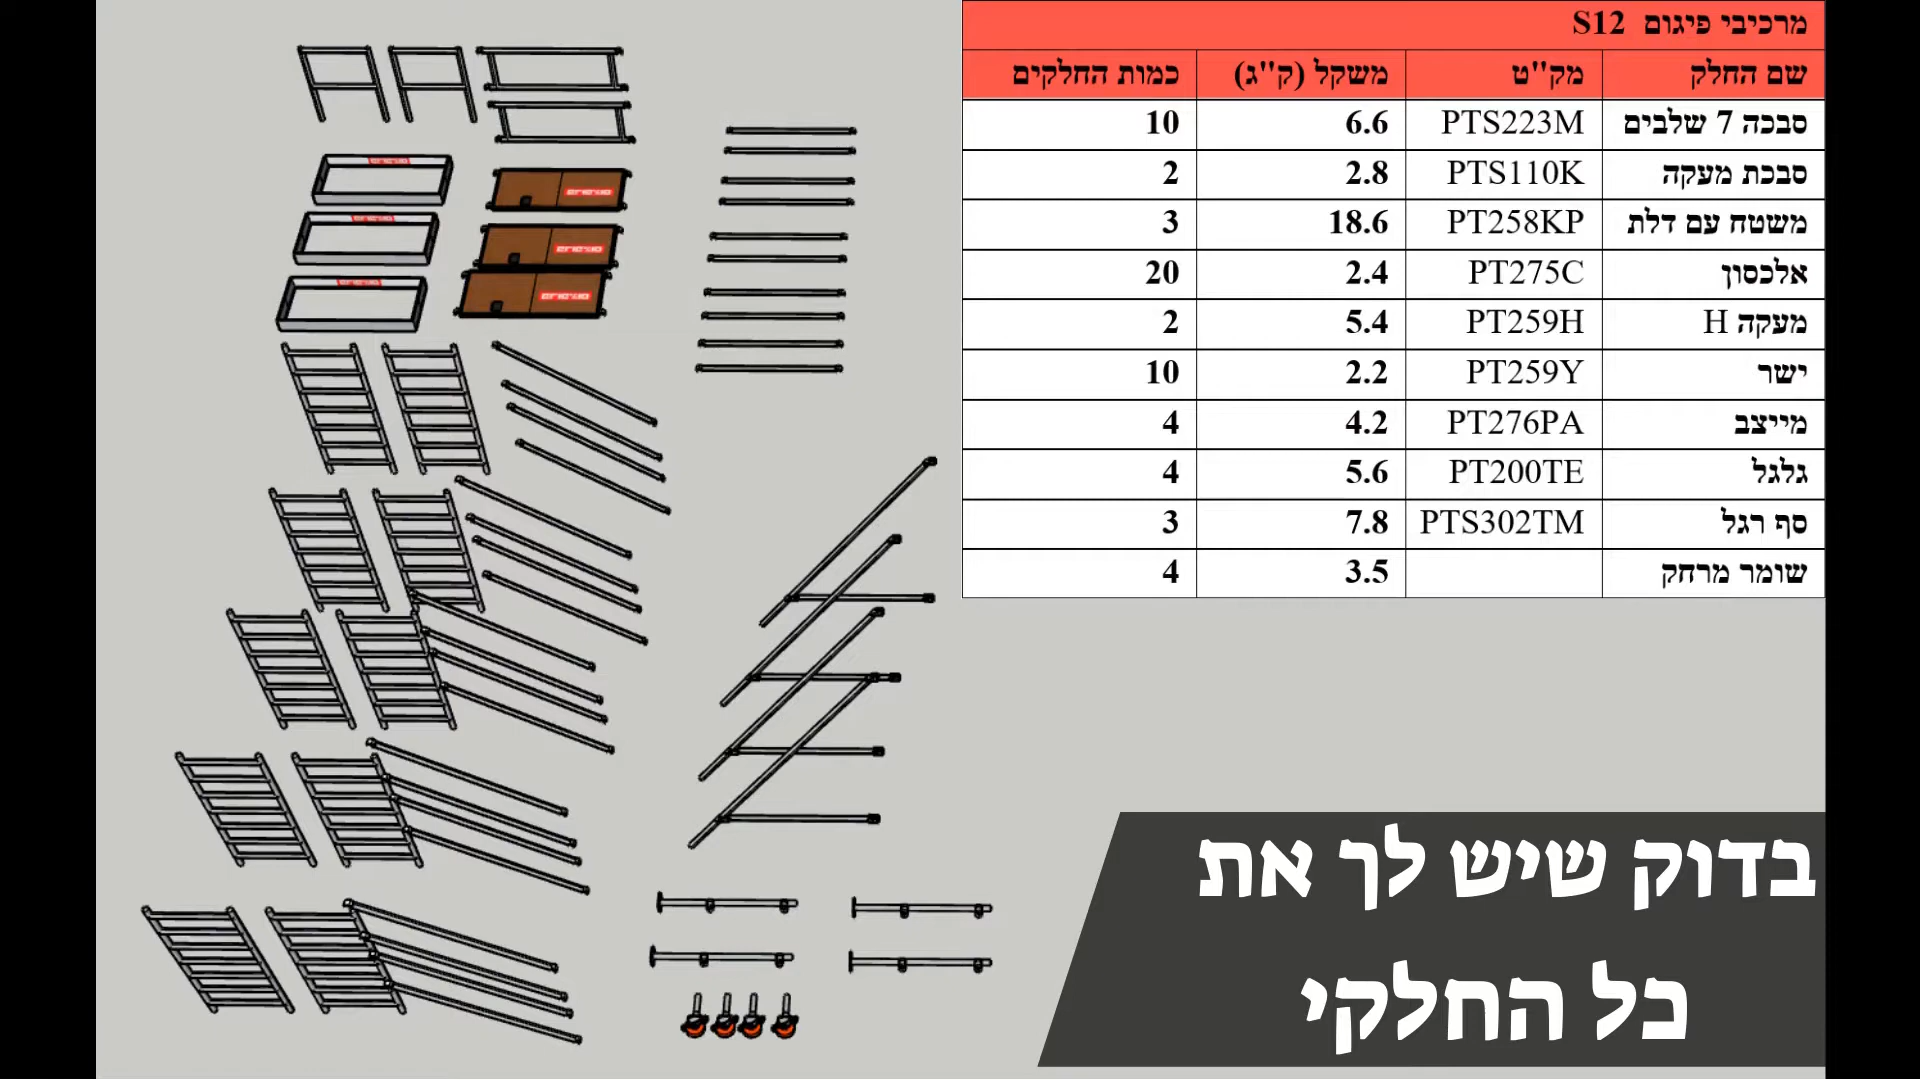 מרכיבי פיגום S12
שם החלק מק"ט משקל (ק"ג) כמות החלקים
סבכה 7 שלבים PTS223M 6.6 10
סבכת מעקה PTS110K 2.8 2
משטח עם דלת PT258KP 18.6 3
אלכסון PT275C 2.4 20
מעקה H PT259H 5.4 2
ישר PT259Y 2.2 10
מייצב PT276PA 4.2 4
גלגל PT200TE 5.6 4
סף רגל PTS302TM 7.8 3
שומר מרחק 3.5 4
בדוק שיש לך את
כל החלקי